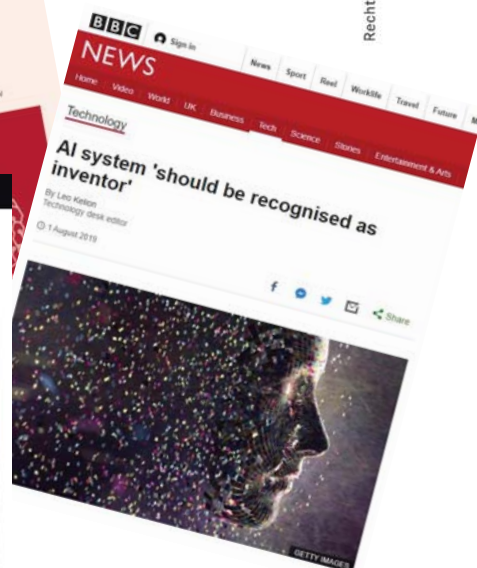 Recht
BBC Sign in News Sport Reel Worklife Travel Future
NEWS
Home Video World UK Business Tech Science Stories Entertainment & Arts
Technology
AI system 'should be recognised as
inventor'
By Leo Kelion
Technology desk editor
1 August 2019
Share
GETTY IMAGES